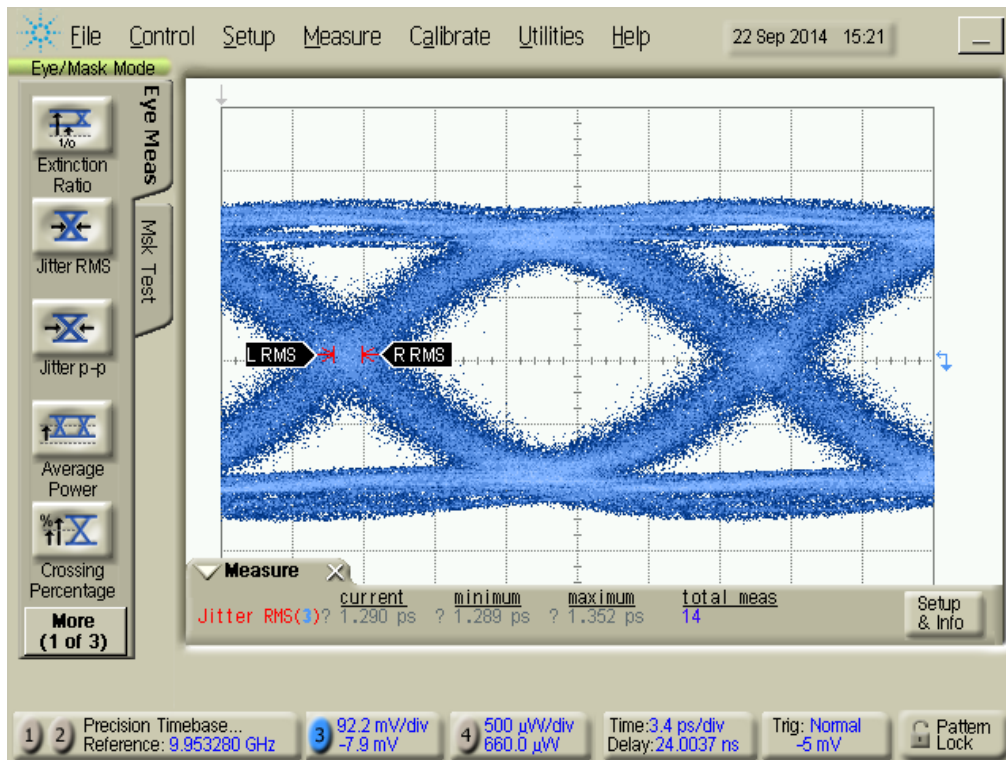 File Control Setup Measure Calibrate Utilities Help 22 Sep 2014 15:21
Eye/Mask Mode
Eye Meas
Msk Test
1/0
Extinction
Ratio
Jitter RMS
Jitter p-p
Average
Power
%
Crossing
Percentage
More
(1 of 3)
L RMS R RMS
Measure
current minimum maximum total meas
Jitter RMS(3)? 1.290 ps ? 1.289 ps ? 1.352 ps 14
Setup
& Info
1 2 Precision Timebase...
Reference: 9.953280 GHz
3 92.2 mV/div
-7.9 mV
4 500 µW/div
660.0 µW
Time:3.4 ps/div
Delay:24.0037 ns
Trig: Normal
-5 mV
Pattern
Lock